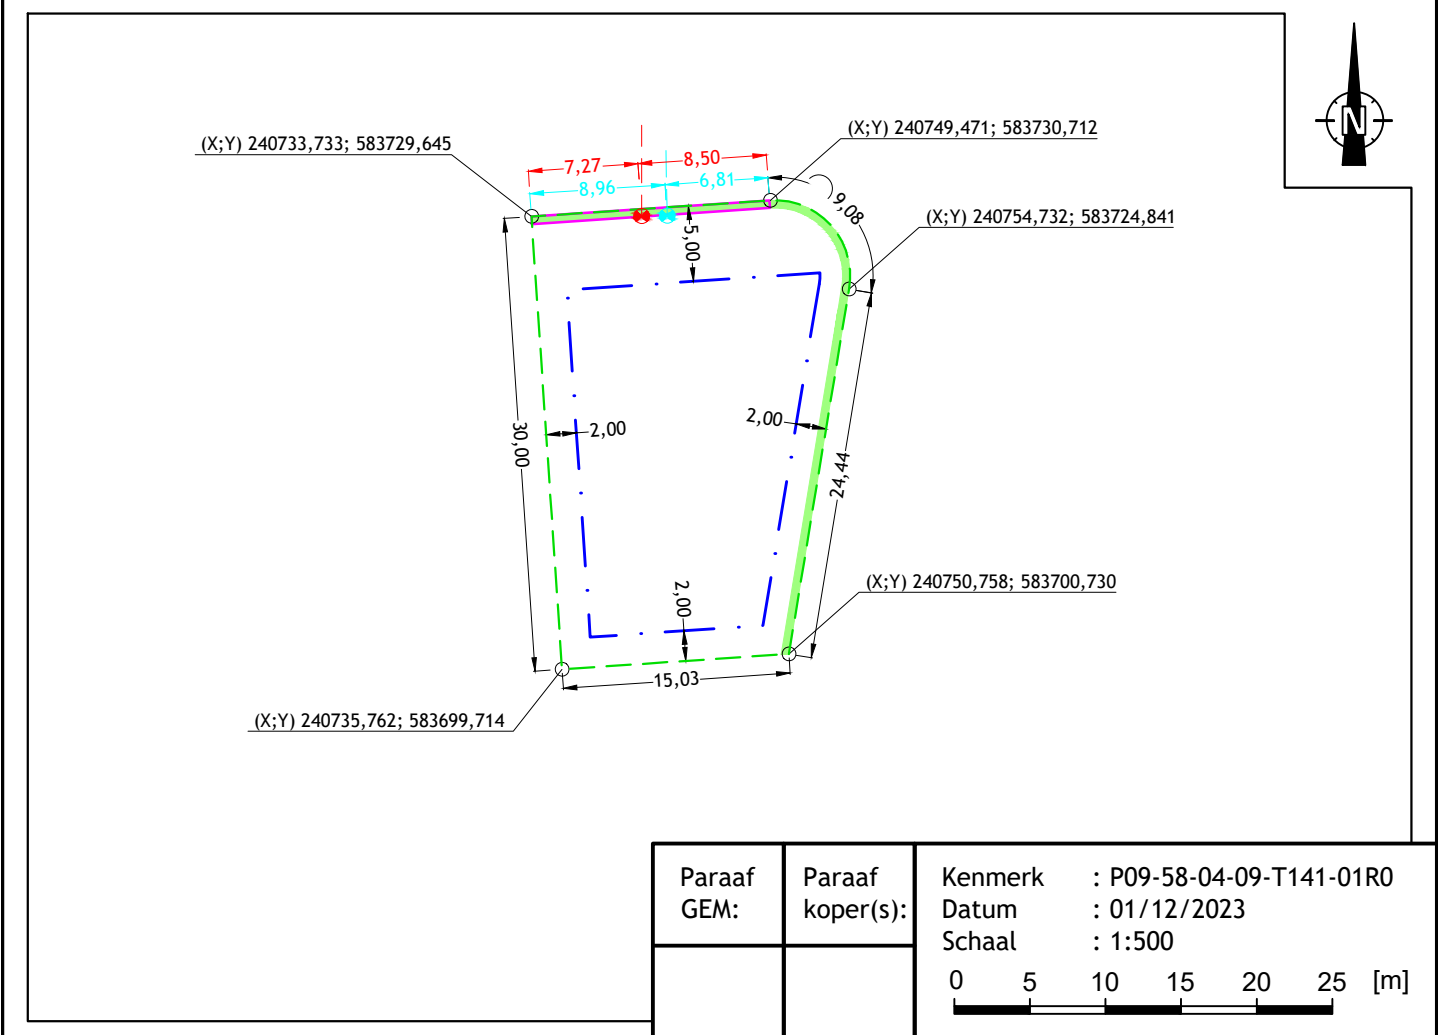 N
(X;Y) 240733,733; 583729,645
(X;Y) 240749,471; 583730,712
7,27
8,50
8,96
6,81
9,08
(X;Y) 240754,732; 583724,841
5,00
30,00
2,00
2,00
24,44
2,00
(X;Y) 240750,758; 583700,730
15,03
(X;Y) 240735,762; 583699,714
Paraaf
GEM:
Paraaf
koper(s):
Kenmerk : P09-58-04-09-T141-01R0
Datum : 01/12/2023
Schaal : 1:500
0 5 10 15 20 25 [m]